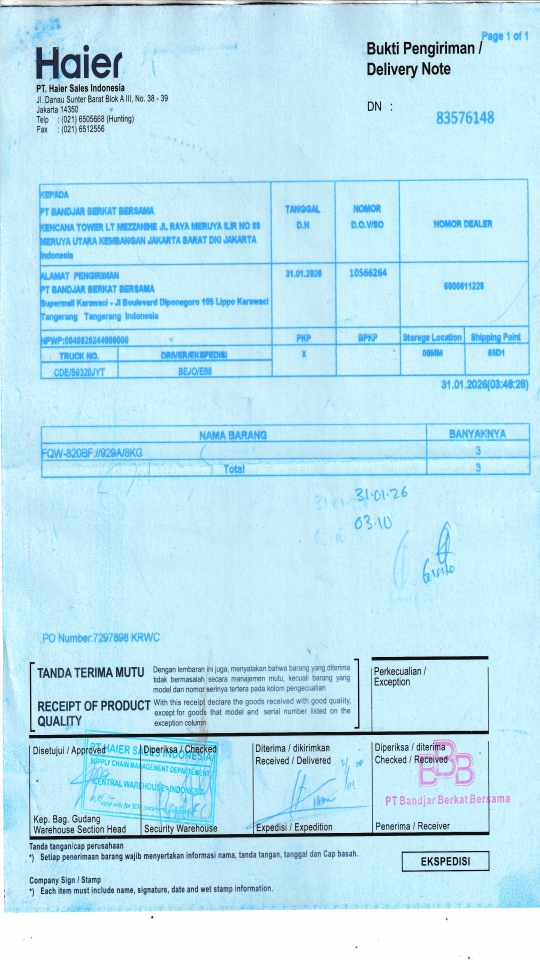 Page 1 of 1
Haier
Bukti Pengiriman /
Delivery Note
PT. Haier Sales Indonesia
Jl. Danau Sunter Barat Blok A III, No. 38 - 39
Jakarta 14350
Telp : (021) 6505668 (Hunting)
Fax : (021) 6512556
DN :
83576148
KEPADA
PT BANDJAR BERKAT BERSAMA
KENCANA TOWER LT MEZZANINE JL RAYA MERUYA ILIR NO 88
MERUYA UTARA KEMBANGAN JAKARTA BARAT DKI JAKARTA
Indonesia
TANGGAL
D.N
NOMOR
D.O./SO
NOMOR DEALER
ALAMAT PENGIRIMAN
PT BANDJAR BERKAT BERSAMA
Supermall Karawaci - Jl Boulevard Diponegoro 105 Lippo Karawaci
Tangerang Tangerang Indonesia
31.01.2026
10566264
NPWP:
PKP
BPKP
Storege Location
Shipping Point
TRUCK NO.
DRIVER/EKSPEDISI
X
00MM
BEJO/EBS
31.01.2026(03:48:26)
NAMA BARANG
BANYAKNYA
FQW-820BF://929A/8KG
3
Total
3
31-01-26
03.10
PO Number:7297898 KRWC
TANDA TERIMA MUTU
Dengan lembaran ini juga, menyatakan bahwa barang yang diterima
tidak bermasalah secara manajemen mutu, kecuali barang yang
model dan nomor serinya tertera pada kolom pengecualian
RECEIPT OF PRODUCT
QUALITY
With this receipt declare the goods received with good quality,
except for goods that model and serial number listed on the
exception column
Perkecualian /
Exception
Disetujui / Approved
Diperiksa / Checked
Diterima / dikirimkan
Received / Delivered
Diperiksa / diterima
Checked / Received
PT HAIER SALES INDONESIA
SUPPLY CHAIN MANAGEMENT DEPARTEMENT
CENTRAL WAREHOUSE - INDONESIA
BBB
PT Bandjar Berkat Bersama
Kep. Bag. Gudang
Warehouse Section Head
Security Warehouse
Expedisi / Expedition
Penerima / Receiver
Tanda tangan/cap perusahaan
*) Setiap penerimaan barang wajib menyertakan informasi nama, tanda tangan, tanggal dan Cap basah.
EKSPEDISI
Company Sign / Stamp
*) Each item must include name, signature, date and wet stamp information.